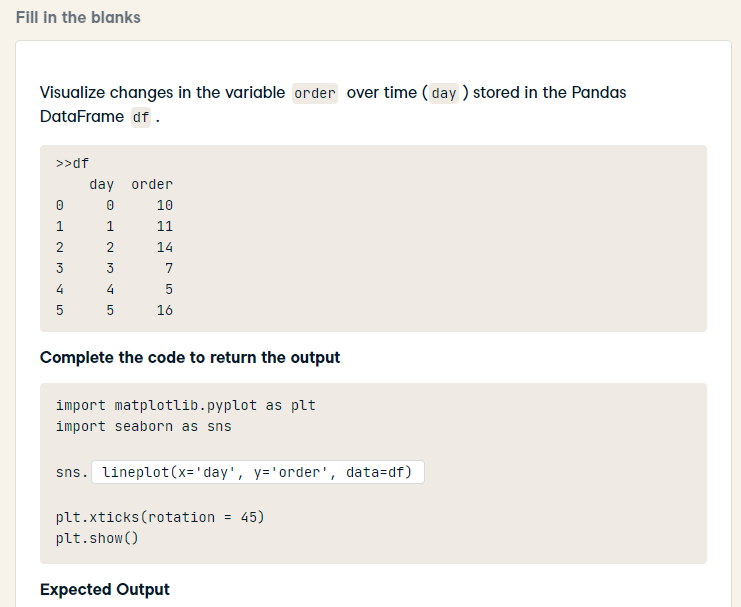 Fill in the blanks
Visualize changes in the variable order over time ( day ) stored in the Pandas
DataFrame df .
>>df
day order
0 0 10
1 1 11
2 2 14
3 3 7
4 4 5
5 5 16
Complete the code to return the output
import matplotlib.pyplot as plt
import seaborn as sns
sns. lineplot(x='day', y='order', data=df)
plt.xticks(rotation = 45)
plt.show()
Expected Output